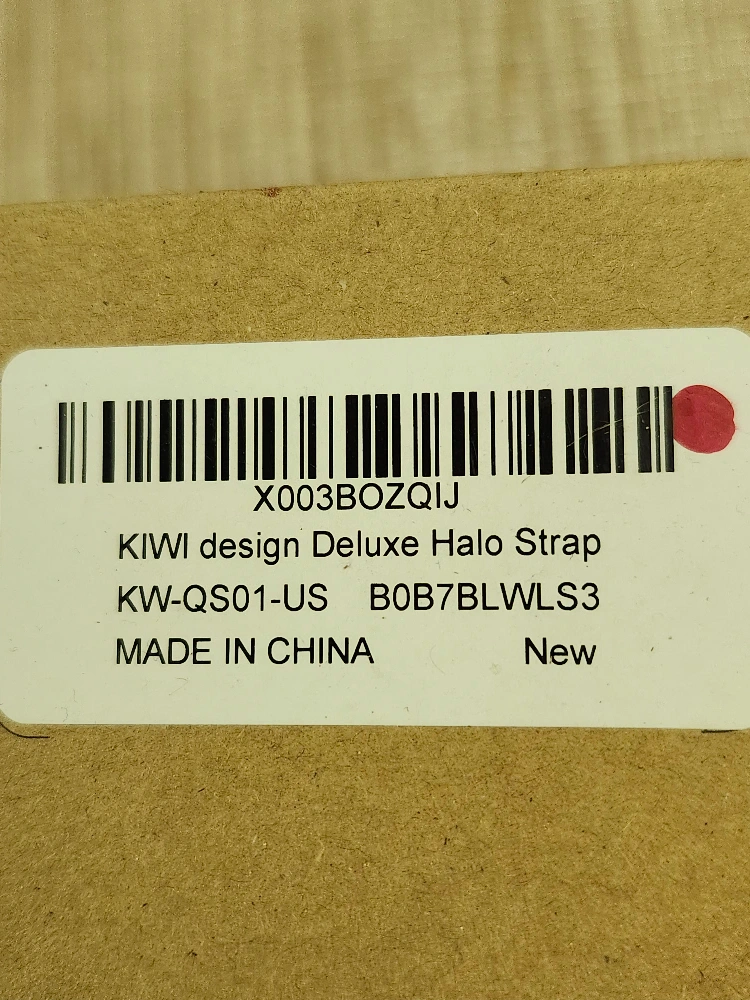 X003BOZQIJ
KIWI design Deluxe Halo Strap
KW-QS01-US B0B7BLWLS3
MADE IN CHINA New